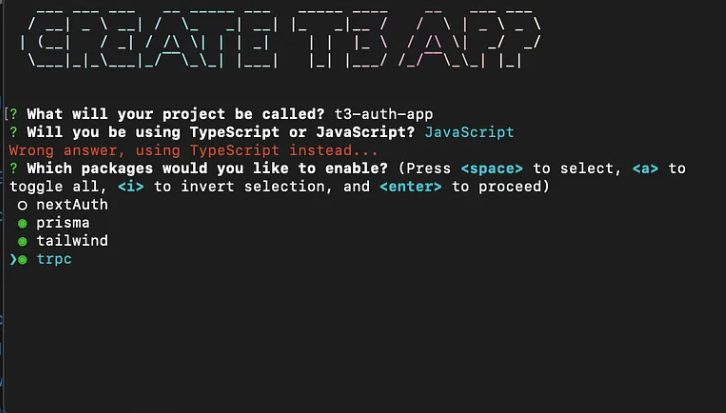 CREATE T3 APP
? What will your project be called? t3-auth-app
? Will you be using TypeScript or JavaScript? JavaScript
Wrong answer, using TypeScript instead...
? Which packages would you like to enable? (Press <space> to select, <a> to
toggle all, <i> to invert selection, and <enter> to proceed)
nextAuth
prisma
tailwind
❯ trpc